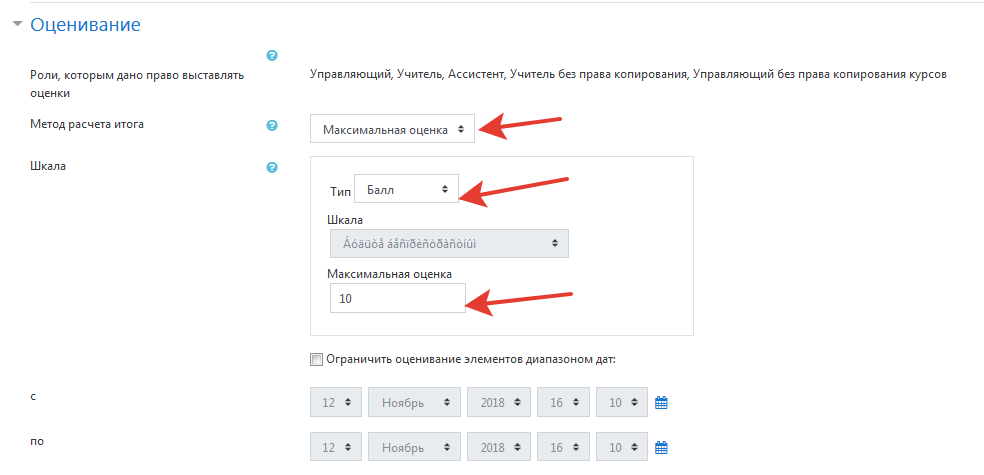 Оценивание
Роли, которым дано право выставлять оценки
Управляющий, Учитель, Ассистент, Учитель без права копирования, Управляющий без права копирования курсов
Метод расчета итога
Максимальная оценка
Шкала
Тип Балл
Шкала
Áóäüòå áåñïðèñòðàñòíûì
Максимальная оценка
10
Ограничить оценивание элементов диапазоном дат:
с 12 Ноябрь 2018 16 10
по 12 Ноябрь 2018 16 10